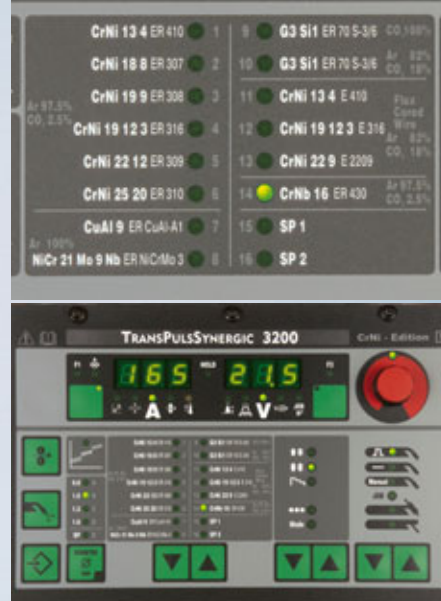 CrNi 13 4 ER 410 1
CrNi 18 8 ER 307 2
CrNi 19 9 ER 308 3
Ar 97.5%
CO₂ 2.5%
CrNi 19 12 3 ER 316 4
CrNi 22 12 ER 309 5
CrNi 25 20 ER 310 6
CuAl 9 ER CuAl-A1 7
Ar 100%
NiCr 21 Mo 9 Nb ER NiCrMo 3 8
9 G3 Si1 ER 70 S-3/6 CO₂ 100%
10 G3 Si1 ER 70 S-3/6 Ar 82%
CO₂ 18%
11 CrNi 13 4 E 410
12 CrNi 19 12 3 E 316
13 CrNi 22 9 E 2209
Flux
Cored
Wire
Ar 82%
CO₂ 18%
14 CrNb 16 ER 430 Ar 97.5%
CO₂ 2.5%
15 SP 1
16 SP 2
TRANSPULSSYNERGIC 3200 CrNi - Edition
F1 HOLD F2
165 21.5
A V
Manual
SP 1
SP 2
Mode